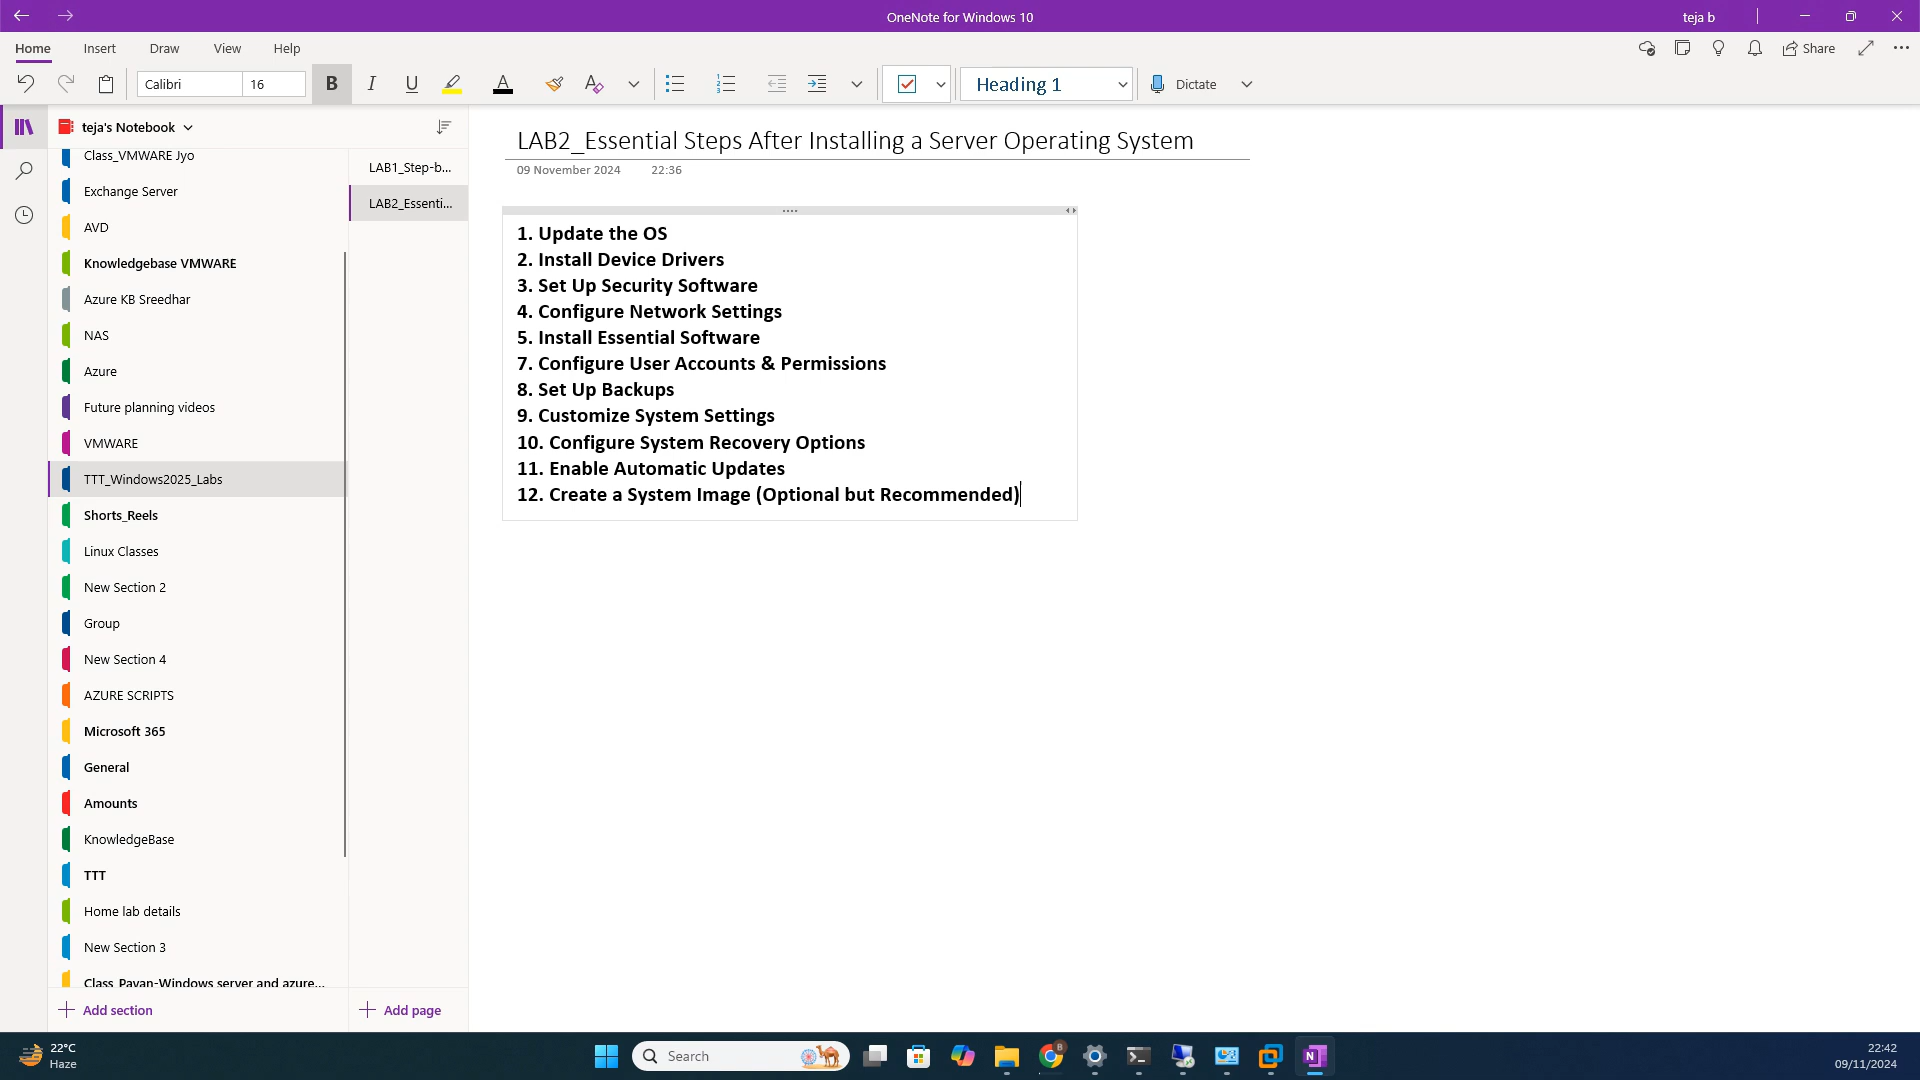 OneNote for Windows 10
teja b
Home
Insert
Draw
View
Help
Share
Calibri
16
B
I
U
A
A
Heading 1
Dictate
teja's Notebook
Class_VMWARE Jyo
Exchange Server
AVD
Knowledgebase VMWARE
Azure KB Sreedhar
NAS
Azure
Future planning videos
VMWARE
TTT_Windows2025_Labs
Shorts_Reels
Linux Classes
New Section 2
Group
New Section 4
AZURE SCRIPTS
Microsoft 365
General
Amounts
KnowledgeBase
TTT
Home lab details
New Section 3
Class_Pavan-Windows server and azure...
Add section
LAB1_Step-b...
LAB2_Essenti...
Add page
LAB2_Essential Steps After Installing a Server Operating System
09 November 2024 22:36
1. Update the OS
2. Install Device Drivers
3. Set Up Security Software
4. Configure Network Settings
5. Install Essential Software
7. Configure User Accounts & Permissions
8. Set Up Backups
9. Customize System Settings
10. Configure System Recovery Options
11. Enable Automatic Updates
12. Create a System Image (Optional but Recommended)
22°C
Haze
Search
22:42
09/11/2024